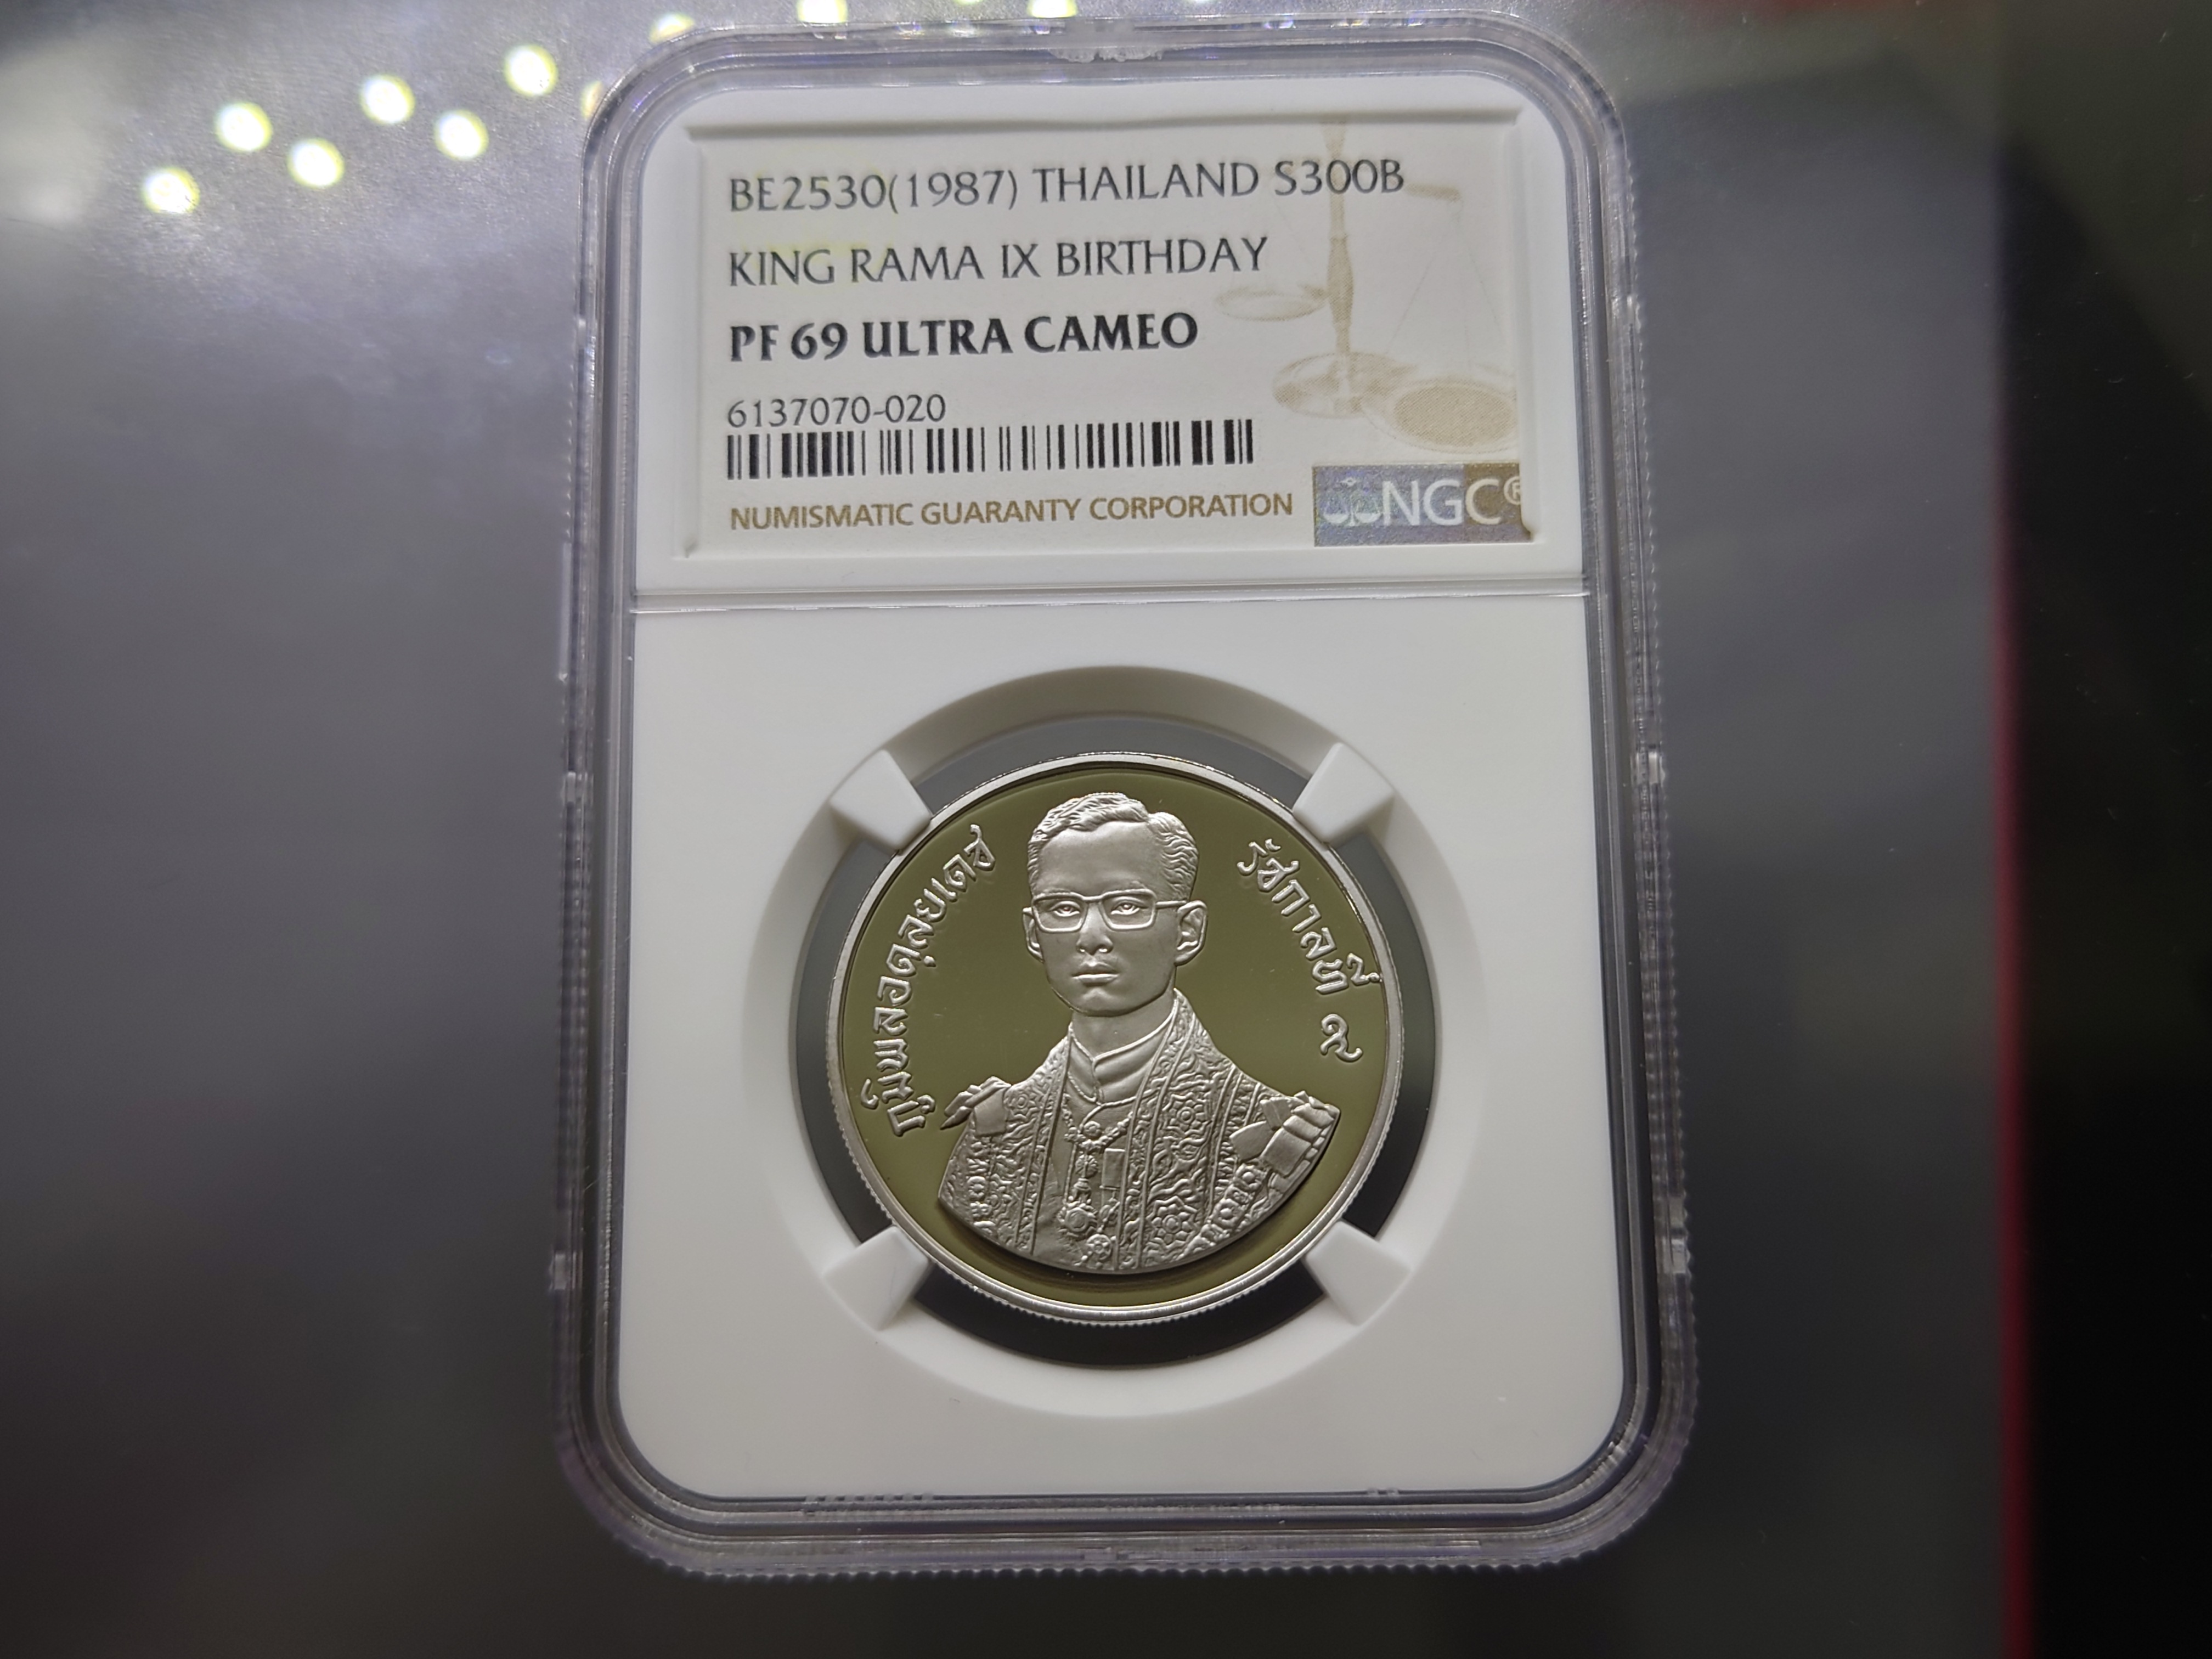 BE2530(1987) THAILAND S300B
KING RAMA IX BIRTHDAY
PF 69 ULTRA CAMEO
6137070-020
NUMISMATIC GUARANTY CORPORATION
NGC®
ภูมิพลอดุลยเดช
รัชกาลที่ ๙